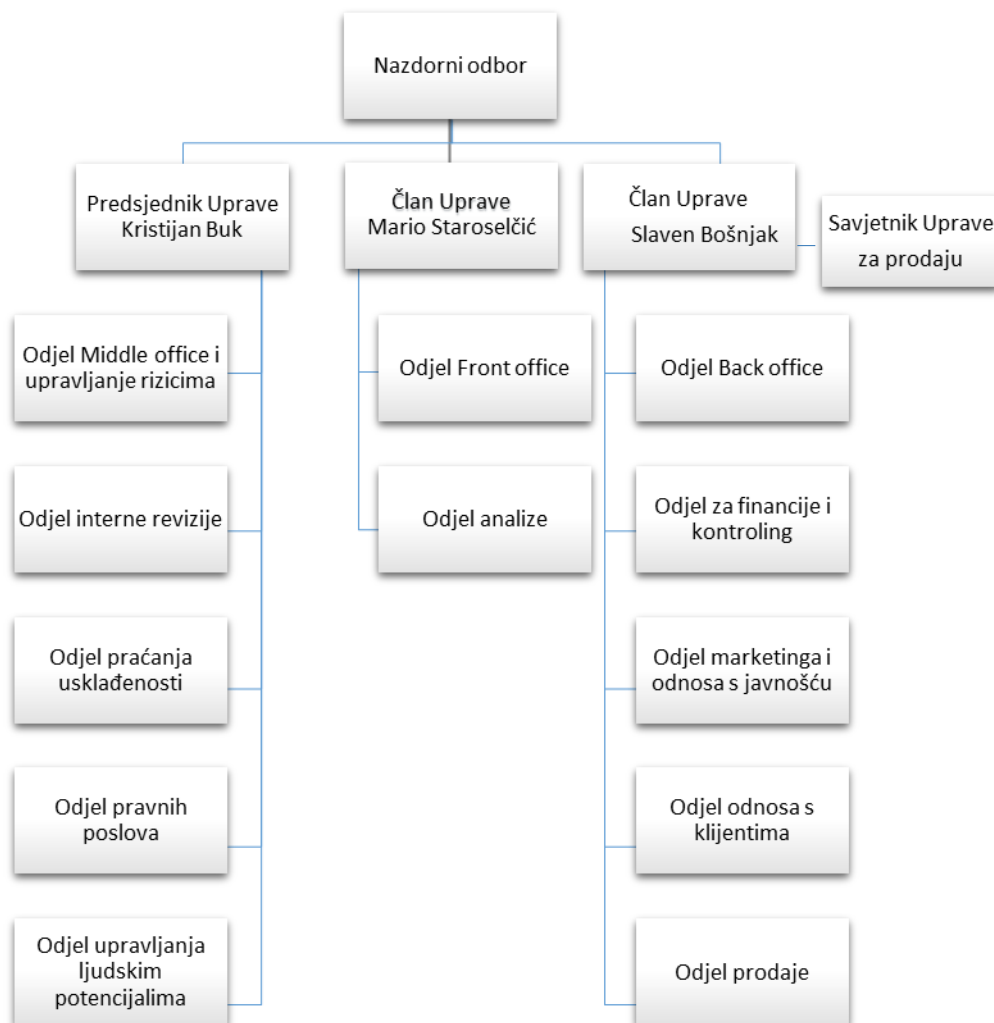 Nazdorni odbor
Predsjednik Uprave
Kristijan Buk
Član Uprave
Mario Staroselčić
Član Uprave
Slaven Bošnjak
Savjetnik Uprave
za prodaju
Odjel Middle office i
upravljanje rizicima
Odjel interne revizije
Odjel praćanja
usklađenosti
Odjel pravnih
poslova
Odjel upravljanja
ljudskim
potencijalima
Odjel Front office
Odjel analize
Odjel Back office
Odjel za financije i
kontroling
Odjel marketinga i
odnosa s javnošću
Odjel odnosa s
klijentima
Odjel prodaje